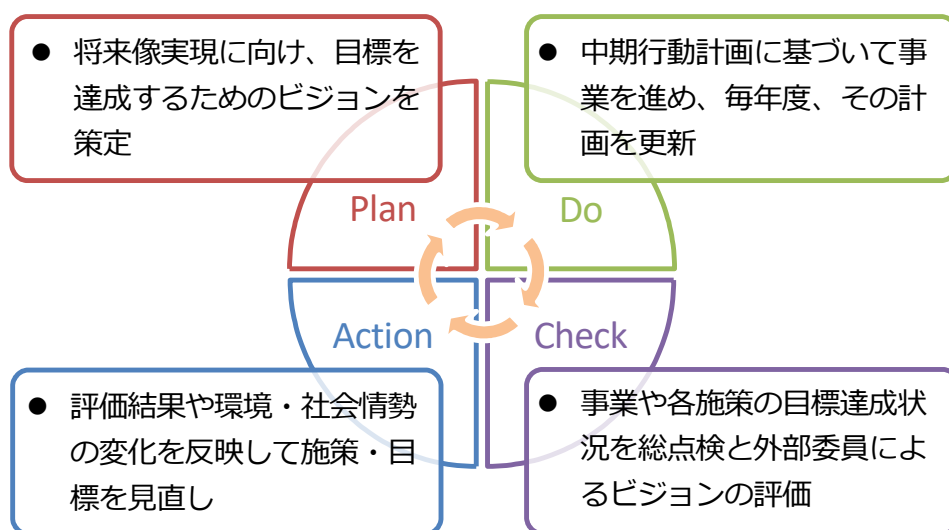 ● 将来像実現に向け、目標を
達成するためのビジョンを
策定
● 中期行動計画に基づいて事
業を進め、毎年度、その計
画を更新
Plan
Do
Action
Check
● 評価結果や環境・社会情勢
の変化を反映して施策・目
標を見直し
● 事業や各施策の目標達成状
況を総点検と外部委員によ
るビジョンの評価